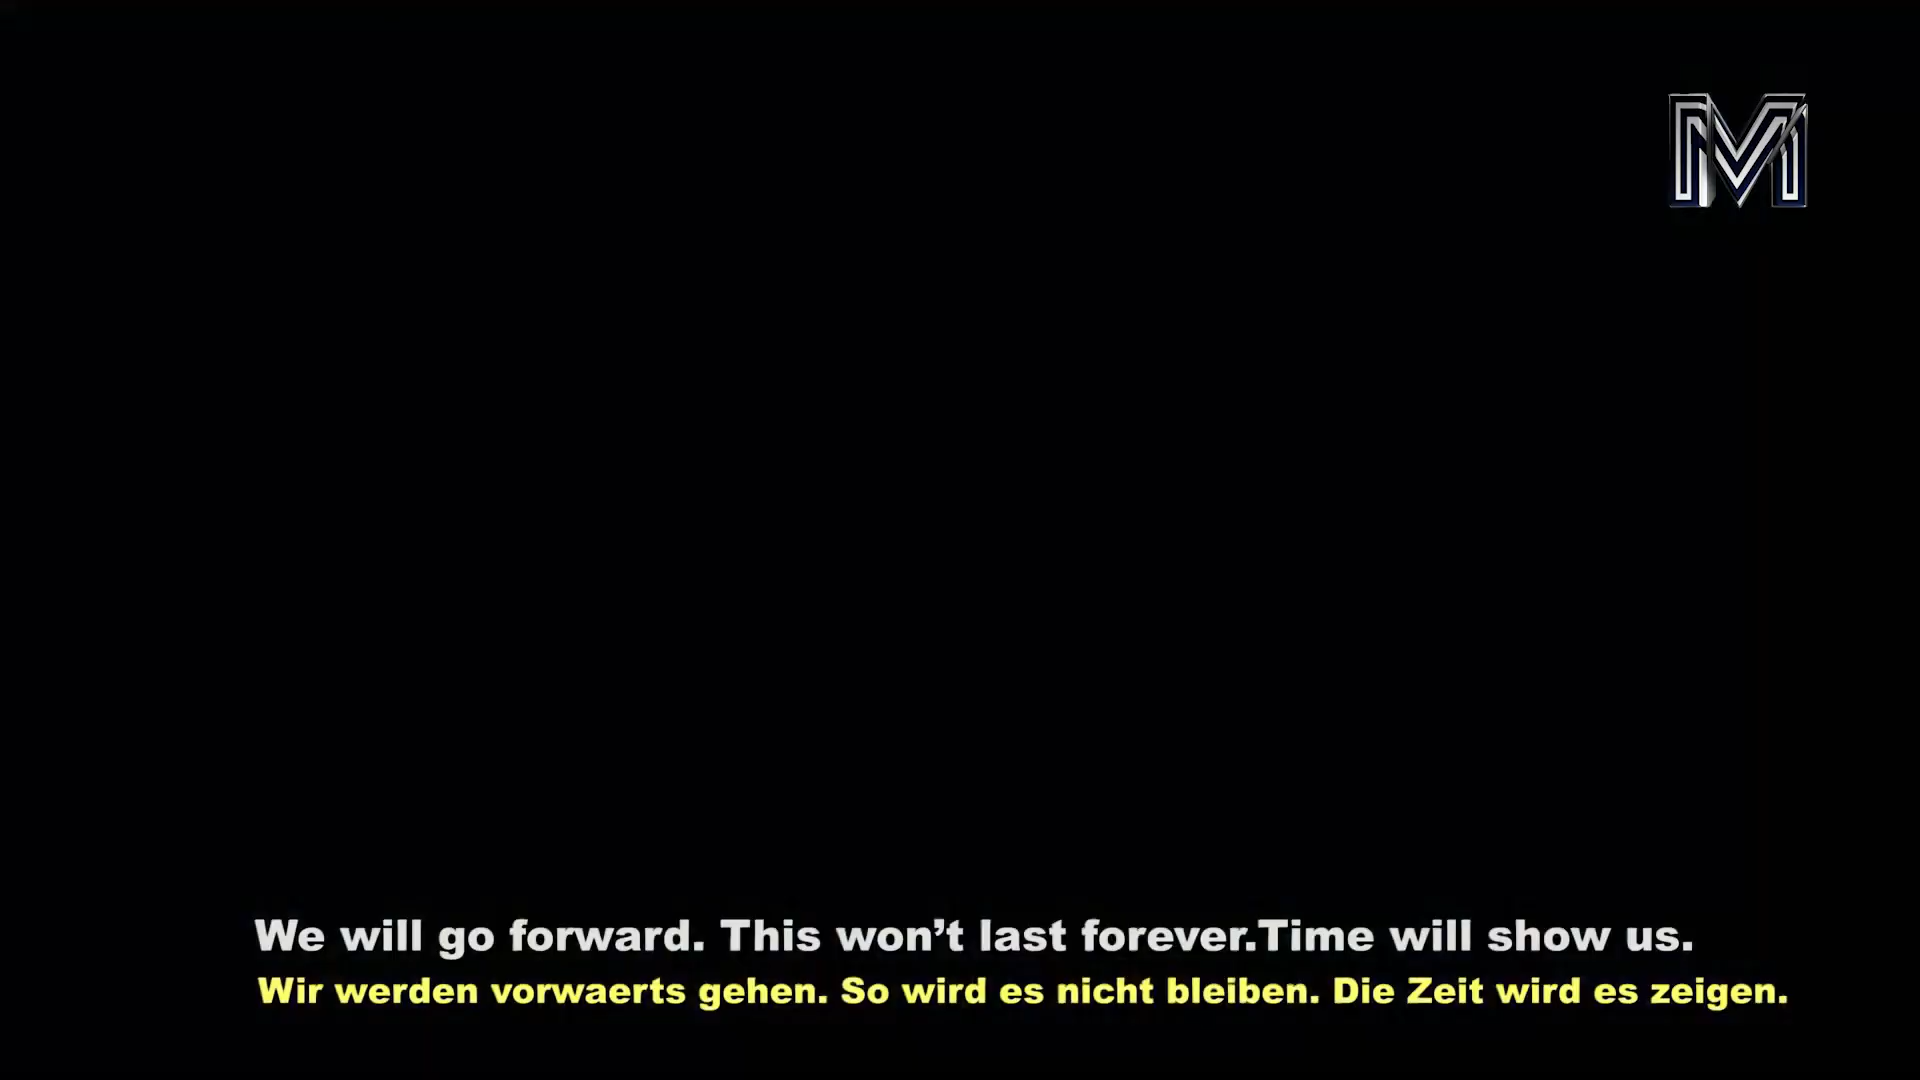 M
We will go forward. This won’t last forever.Time will show us.
Wir werden vorwaerts gehen. So wird es nicht bleiben. Die Zeit wird es zeigen.